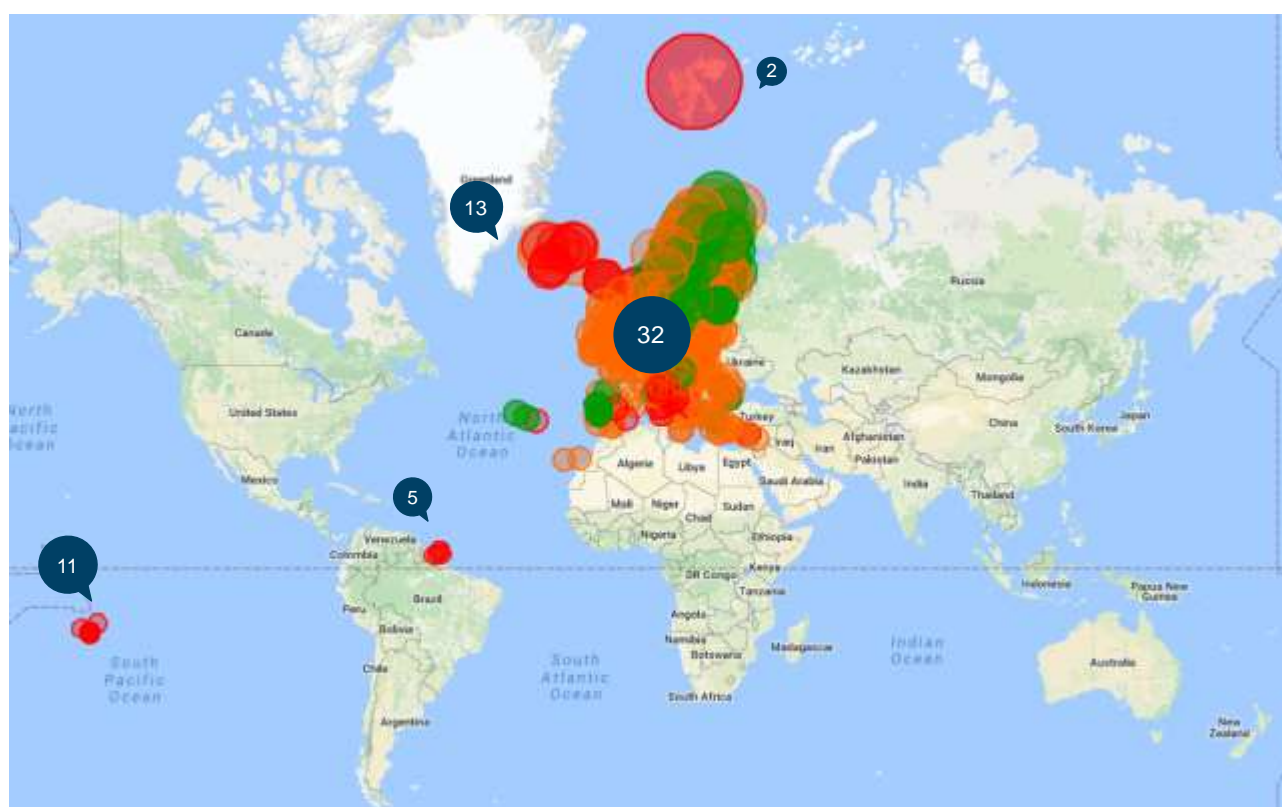 2
Greenland
13
Russia
32
Canada
Ukraine
Kazakhstan
Mongolia
North
Pacific
Ocean
United States
North
Atlantic
Ocean
Turkey
China
Japan
South Korea
Iraq
Iran
Afghanistan
Pakistan
Algeria
Libya
Egypt
Saudi Arabia
Mexico
India
Thailand
5
Mali
Niger
Chad
Sudan
Venezuela
Colombia
Nigeria
Ethiopia
11
DR Congo
Kenya
Tanzania
Indonesia
Papua New
Guinea
Brazil
Peru
Bolivia
Angola
Namibia
Botswana
Madagascar
Indian
Ocean
South
Pacific
Ocean
Chile
South
Atlantic
Ocean
Australia
South Africa
Argentina
New
Zealand